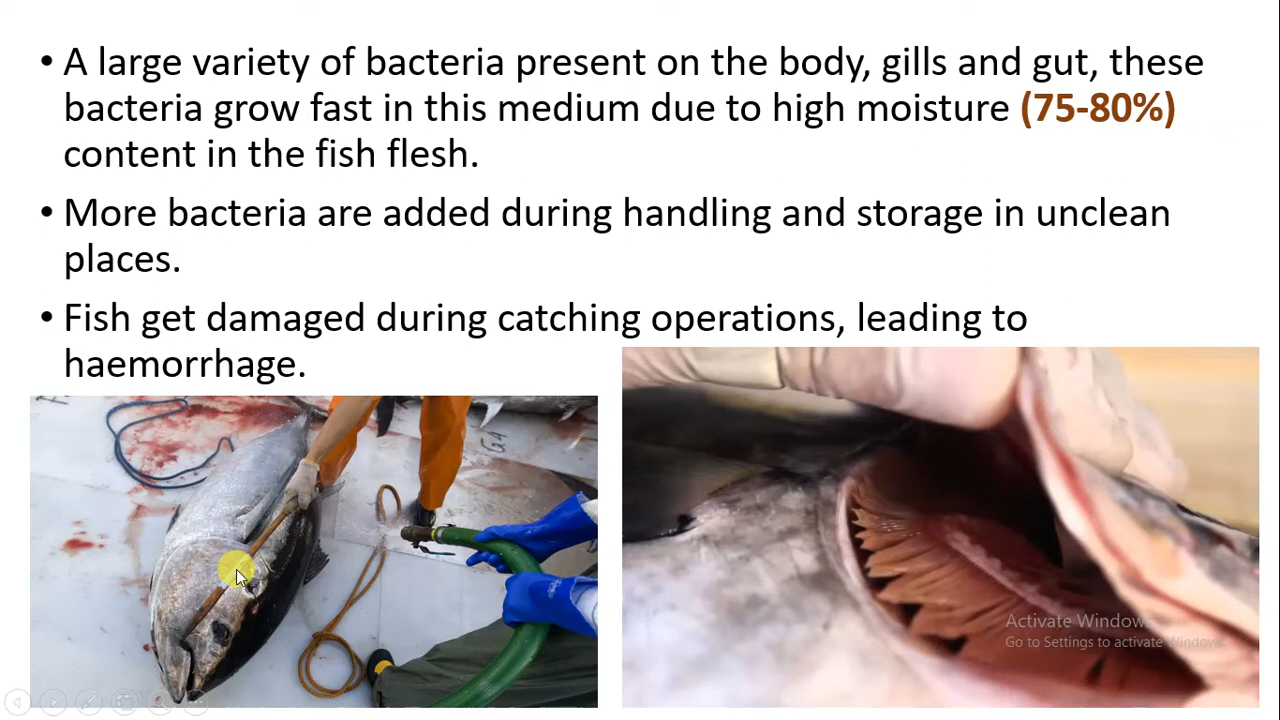 • A large variety of bacteria present on the body, gills and gut, these
bacteria grow fast in this medium due to high moisture (75-80%)
content in the fish flesh.
• More bacteria are added during handling and storage in unclean
places.
• Fish get damaged during catching operations, leading to
haemorrhage.
Activate Windows
Go to Settings to activate Windows.